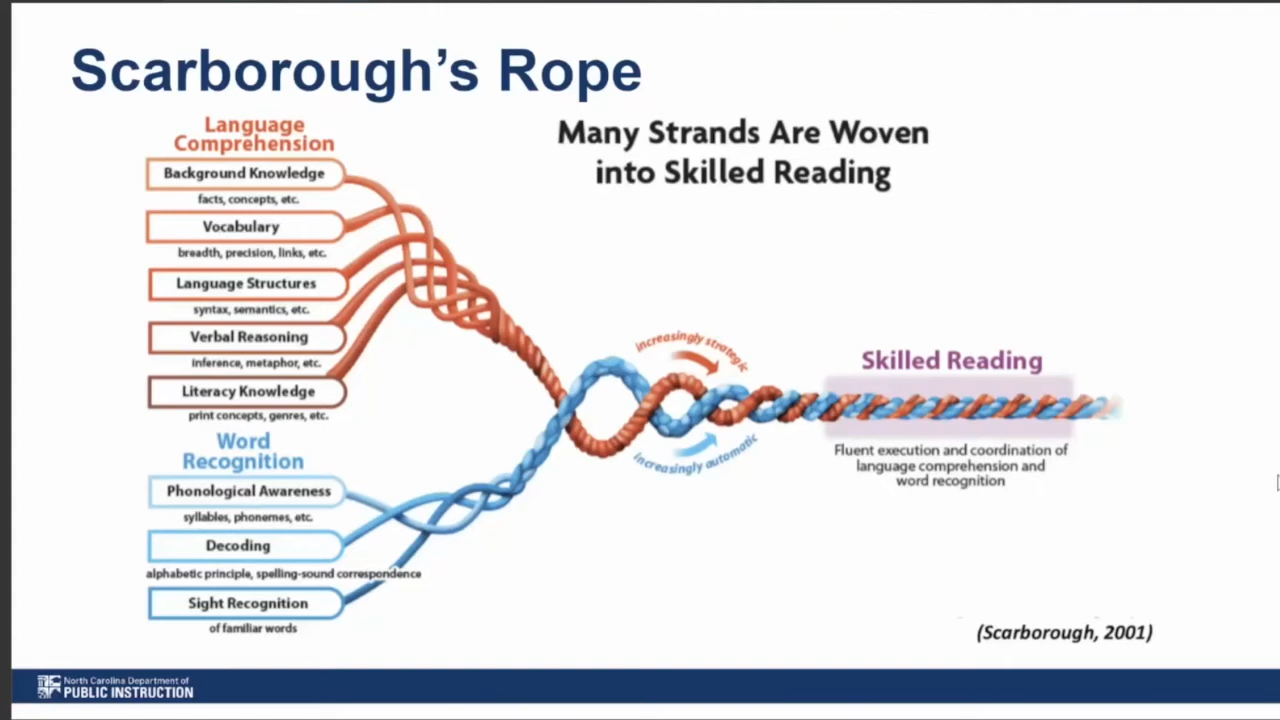 Scarborough’s Rope
Language
Comprehension
Background Knowledge
facts, concepts, etc.
Vocabulary
breadth, precision, links, etc.
Language Structures
syntax, semantics, etc.
Verbal Reasoning
inference, metaphor, etc.
Literacy Knowledge
print concepts, genres, etc.
Word
Recognition
Phonological Awareness
syllables, phonemes, etc.
Decoding
alphabetic principle, spelling-sound correspondence
Sight Recognition
of familiar words
Many Strands Are Woven
into Skilled Reading
increasingly strategic
increasingly automatic
Skilled Reading
Fluent execution and coordination of
language comprehension and
word recognition
(Scarborough, 2001)
North Carolina Department of
PUBLIC INSTRUCTION